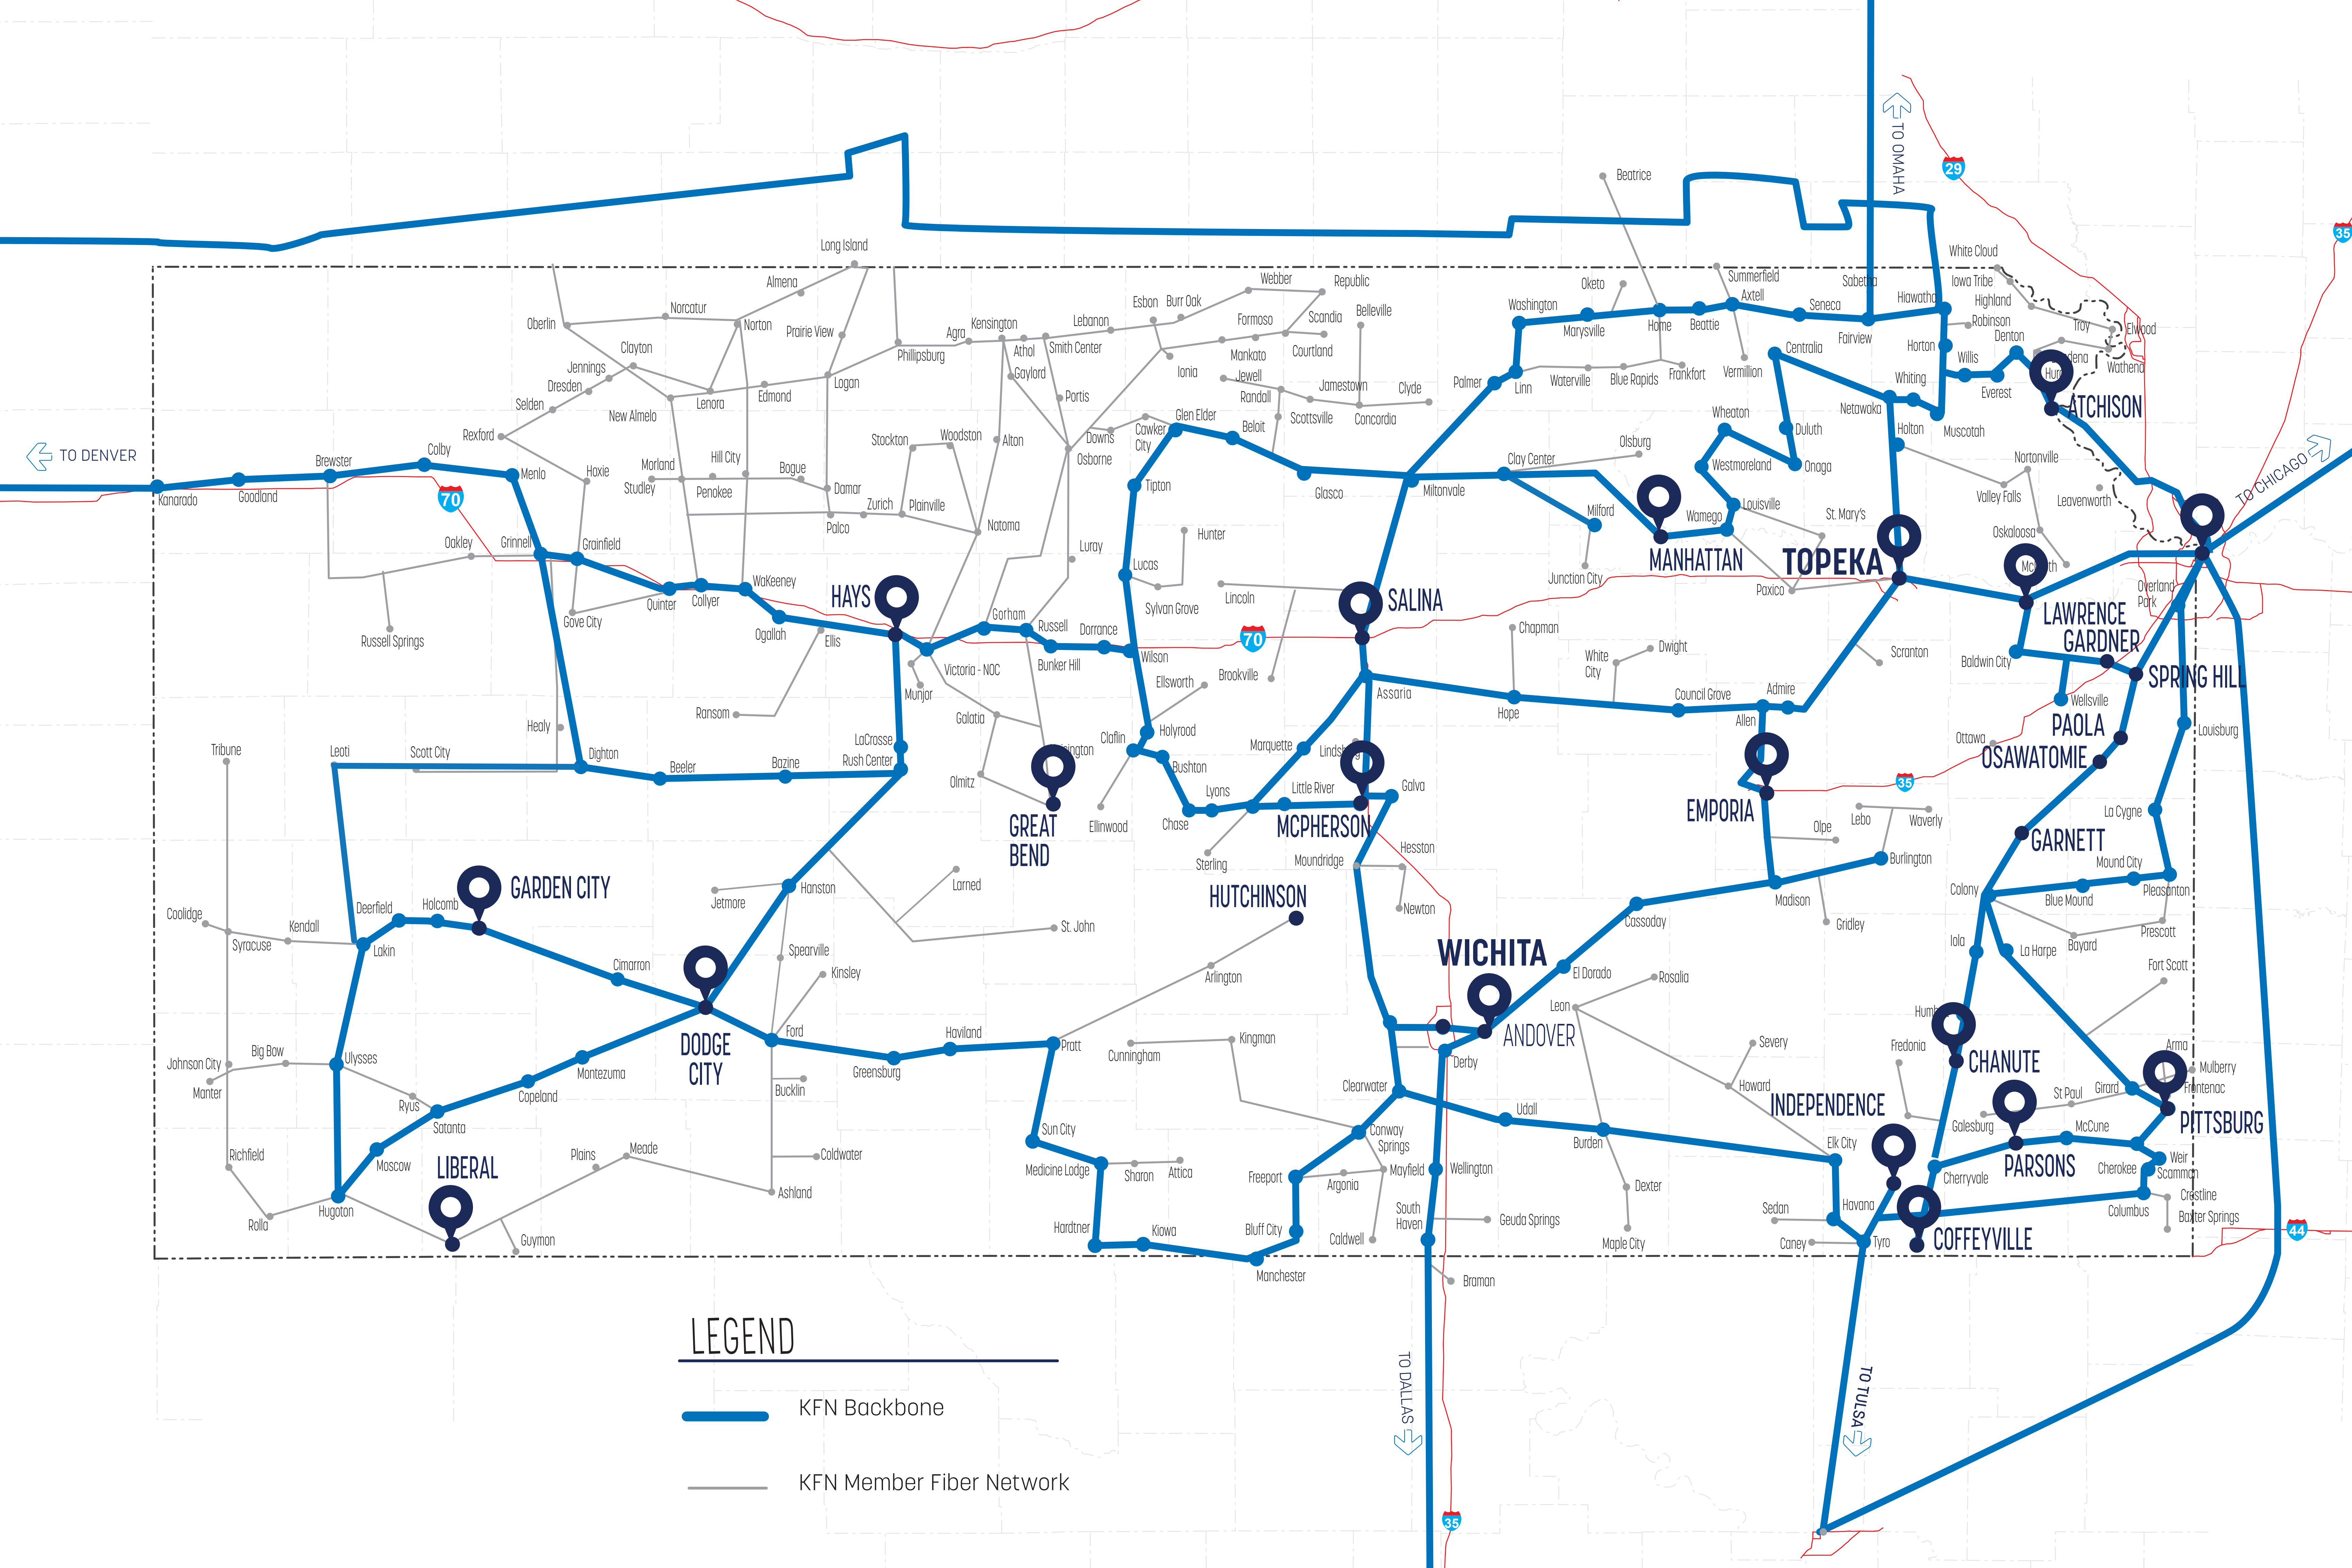 TO OMAHA
29
35
Beatrice
Long Island
White Cloud
Almena
Webber
Republic
Oketo
Summerfield
Sabetha
Iowa Tribe
Norcatur
Esbon
Burr Oak
Washington
Axtell
Seneca
Hiawatha
Highland
Oberlin
Norton
Prairie View
Agra
Kensington
Lebanon
Formoso
Scandia
Belleville
Marysville
Home
Beattie
Fairview
Robinson
Troy
Elwood
Clayton
Phillipsburg
Athol
Smith Center
Mankato
Courtland
Horton
Willis
Denton
Wathena
Jennings
Dresden
Logan
Gaylord
Ionia
Jewell
Randall
Jamestown
Clyde
Palmer
Linn
Waterville
Blue Rapids
Frankfort
Vermillion
Centralia
Whiting
Everest
Selden
New Almelo
Lenora
Edmond
Portis
Scottsville
Concordia
Netawaka
ATCHISON
Rexford
Stockton
Woodston
Alton
Downs
Osborne
Cawker
City
Glen Elder
Beloit
Olsburg
Wheaton
Duluth
Holton
Muscotah
TO DENVER
Brewster
Colby
Menlo
Hoxie
Morland
Studley
Hill City
Penokee
Bogue
Damar
Clay Center
Westmoreland
Onaga
Nortonville
TO CHICAGO
Kanarado
Goodland
70
Zurich
Plainville
Palco
Natoma
Tipton
Glasco
Miltonvale
Milford
Wamego
Louisville
St. Mary's
Valley Falls
Leavenworth
Oakley
Grinnell
Grainfield
Luray
Hunter
MANHATTAN
TOPEKA
Oskaloosa
Russell Springs
Gove City
Quinter
Collyer
WaKeeney
Ogallah
HAYS
Ellis
Gorham
Russell
Lucas
Sylvan Grove
Lincoln
SALINA
Junction City
Paxico
Overland
Park
LAWRENCE
GARDNER
Dorrance
Bunker Hill
Wilson
70
Chapman
White
City
Dwight
Scranton
Baldwin City
SPRING HILL
Munjor
Victoria - NOC
Ellsworth
Brookville
Assaria
Hope
Council Grove
Admire
Allen
Wellsville
Healy
Ransom
Galatia
Holyrood
Claflin
Marquette
PAOLA
Louisburg
Tribune
Leoti
Scott City
Dighton
Beeler
Bazine
LaCrosse
Rush Center
Olmitz
Bushton
Ottawa
OSAWATOMIE
GREAT
BEND
Ellinwood
Chase
Lyons
Little River
Galva
MCPHERSON
EMPORIA
35
Lebo
Waverly
Olpe
La Cygne
Sterling
Moundridge
Hesston
GARNETT
GARDEN CITY
Hanston
Larned
HUTCHINSON
Newton
Burlington
Mound City
Pleasanton
Blue Mound
Colony
Coolidge
Kendall
Syracuse
Deerfield
Holcomb
Lakin
Jetmore
St. John
Cassoday
Madison
Gridley
Prescott
Bayard
Iola
La Harpe
Cimarron
Spearville
Kinsley
Arlington
WICHITA
El Dorado
Rosalia
Fort Scott
Leon
ANDOVER
CHANUTE
DODGE
CITY
Ford
Haviland
Pratt
Cunningham
Kingman
Derby
Severy
Fredonia
Arma
Mulberry
Frontenac
Johnson City
Manter
Big Bow
Ulysses
Montezuma
Greensburg
Bucklin
Copeland
Ryus
Satanta
Clearwater
Howard
INDEPENDENCE
Galesburg
St Paul
Girard
PITTSBURG
Moscow
Sun City
Medicine Lodge
Conway
Springs
Udall
Burden
Elk City
McCune
PARSONS
Cherokee
Weir
Scammon
Richfield
LIBERAL
Plains
Meade
Coldwater
Ashland
Sharon
Attica
Freeport
Argonia
Mayfield
Wellington
Dexter
Cherryvale
Rolla
Hugoton
Guymon
Hardtner
Kiowa
Bluff City
Caldwell
South
Haven
Geuda Springs
Maple City
Sedan
Havana
Caney
Tyro
COFFEYVILLE
Columbus
Crestline
Baxter Springs
44
Manchester
Braman
LEGEND
KFN Backbone
KFN Member Fiber Network
TO DALLAS
TO TULSA
35